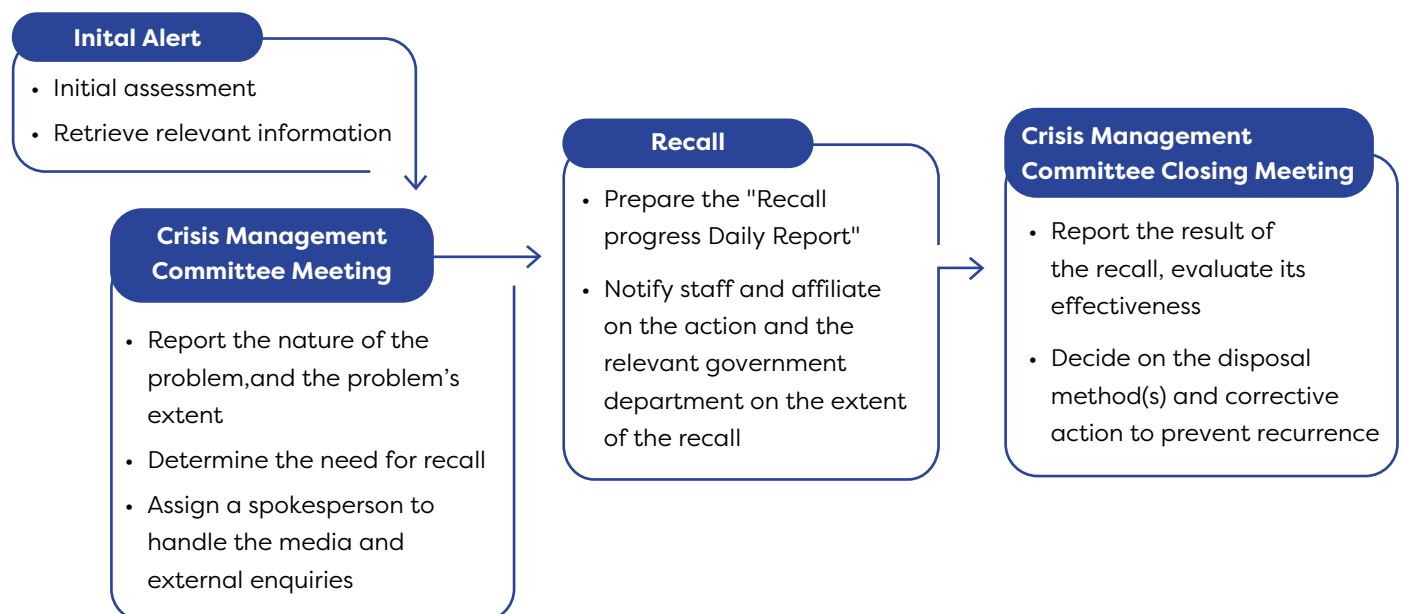 Inital Alert
• Initial assessment
• Retrieve relevant information
Crisis Management
Committee Meeting
• Report the nature of the
problem,and the problem’s
extent
• Determine the need for recall
• Assign a spokesperson to
handle the media and
external enquiries
Recall
• Prepare the "Recall
progress Daily Report"
• Notify staff and affiliate
on the action and the
relevant government
department on the extent
of the recall
Crisis Management
Committee Closing Meeting
• Report the result of
the recall, evaluate its
effectiveness
• Decide on the disposal
method(s) and corrective
action to prevent recurrence